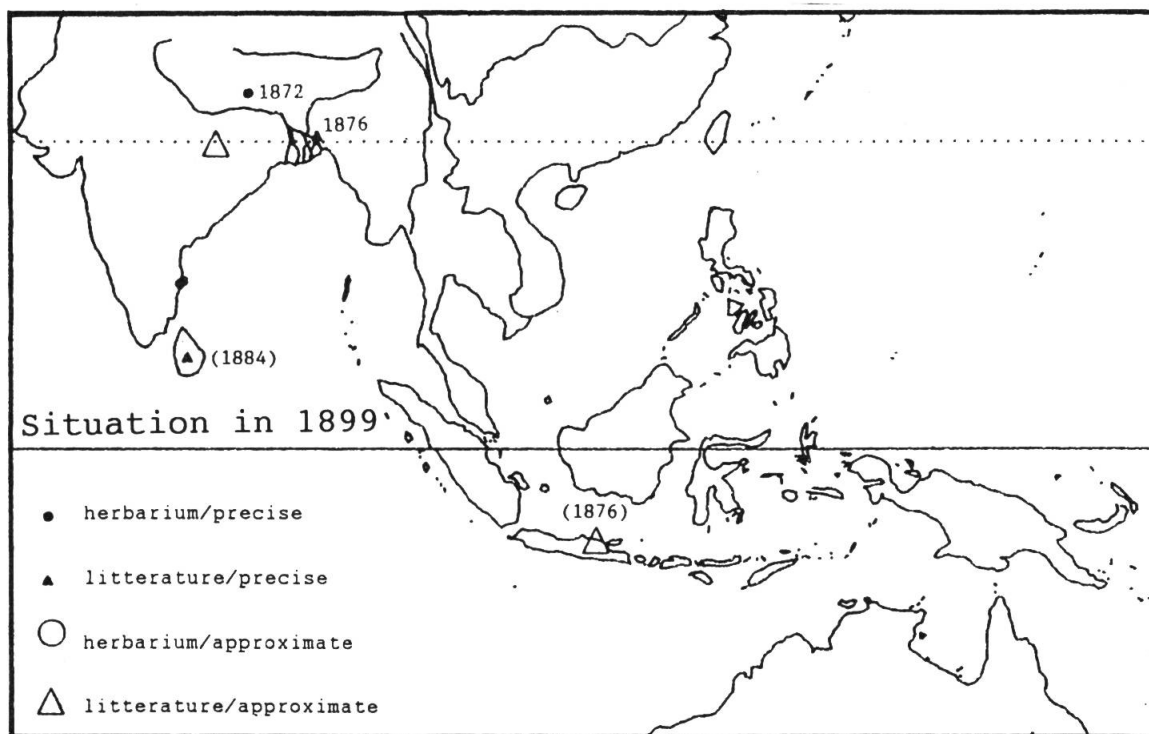 1872
1876
(1884)
Situation in 1899
(1876)
herbarium/precise
litterature/precise
herbarium/approximate
litterature/approximate